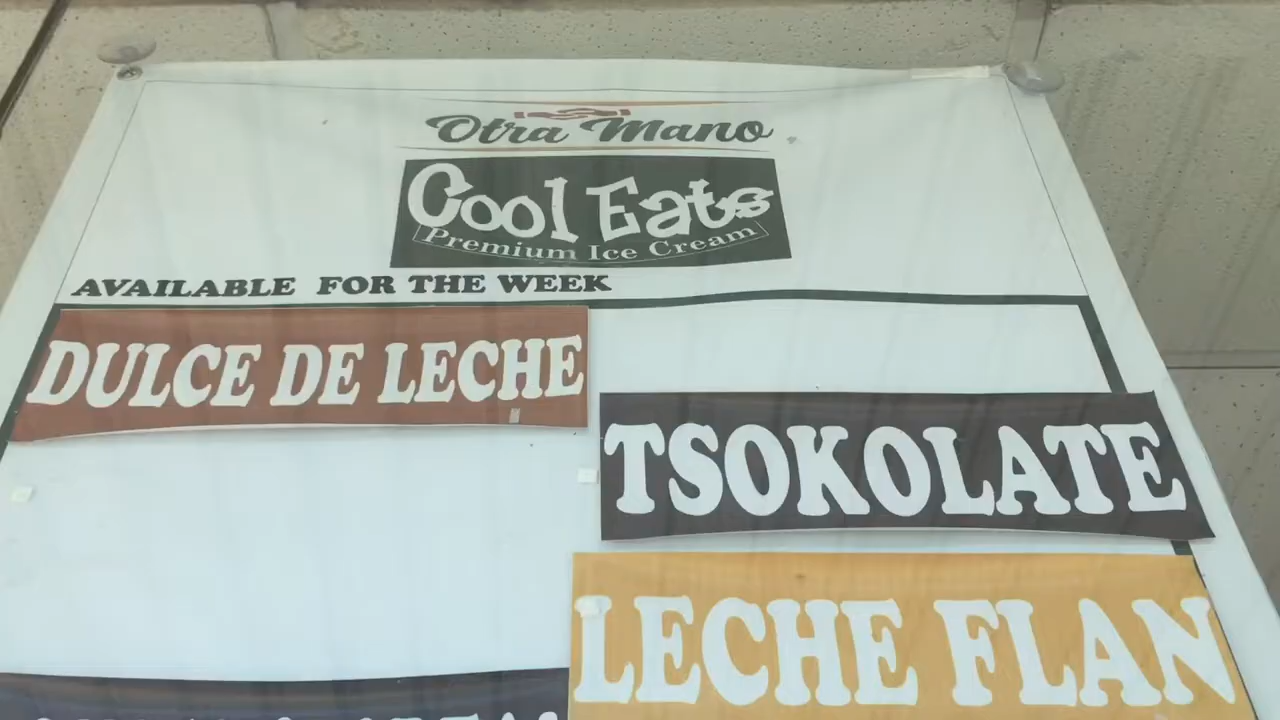 Otra Mano
Cool Eats
Premium Ice Cream
AVAILABLE FOR THE WEEK
DULCE DE LECHE
TSOKOLATE
LECHE FLAN